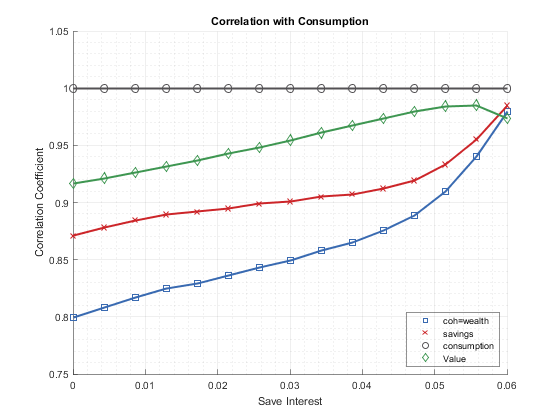 Correlation with Consumption
1.05
1
0.95
0.9
0.85
0.8
0.75
Correlation Coefficient
0
0.01
0.02
0.03
0.04
0.05
0.06
Save Interest
coh=wealth
savings
consumption
Value